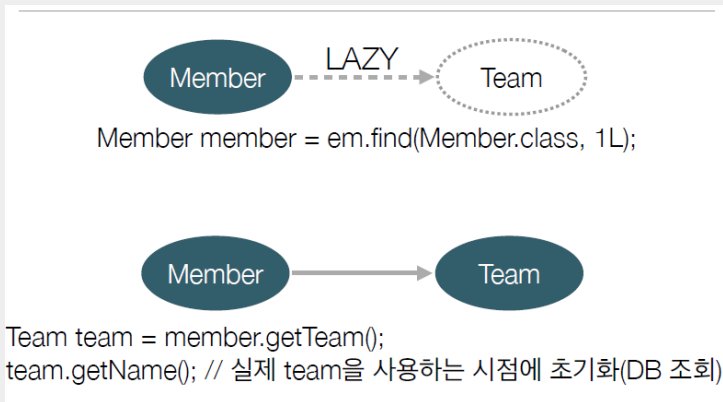 Member LAZY Team
Member member = em.find(Member.class, 1L);
Member Team
Team team = member.getTeam();
team.getName(); // 실제 team을 사용하는 시점에 초기화(DB 조회)